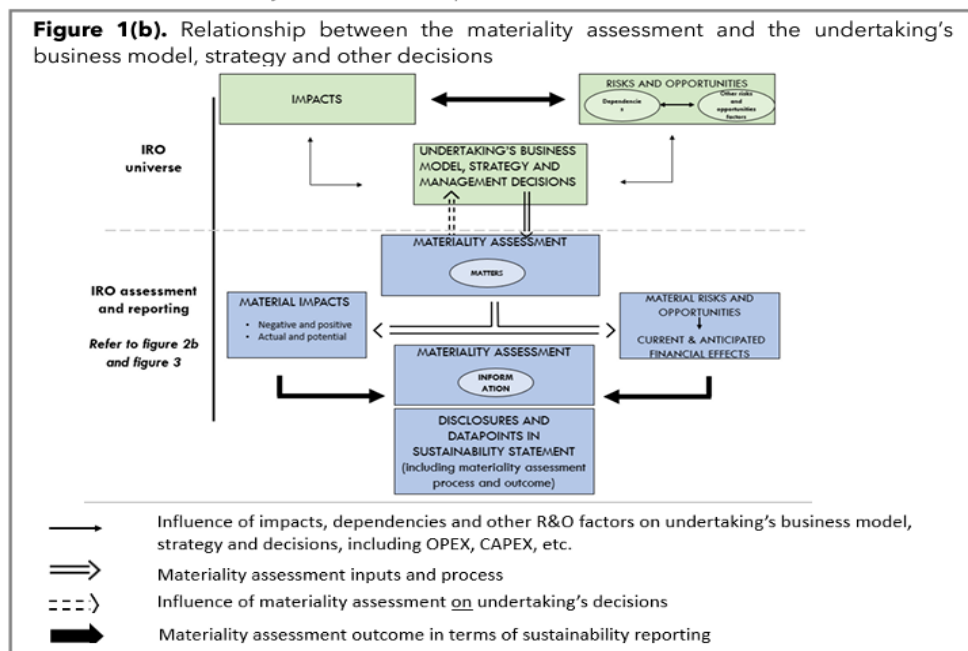 Figure 1(b). Relationship between the materiality assessment and the undertaking's
business model, strategy and other decisions
IMPACTS
RISKS AND OPPORTUNITIES
Dependencie
s
Other risks
and
opportunities
factors
IRO
universe
UNDERTAKING'S BUSINESS
MODEL, STRATEGY AND
MANAGEMENT DECISIONS
MATERIALITY ASSESSMENT
MATTERS
IRO assessment
and reporting
Refer to figure 2b
and figure 3
MATERIAL IMPACTS
• Negative and positive
• Actual and potential
MATERIAL RISKS AND
OPPORTUNITIES
CURRENT & ANTICIPATED
FINANCIAL EFFECTS
MATERIALITY ASSESSMENT
INFORM
ATION
DISCLOSURES AND
DATAPOINTS IN
SUSTAINABILITY STATEMENT
(including materiality assessment
process and outcome)
Influence of impacts, dependencies and other R&O factors on undertaking's business model,
strategy and decisions, including OPEX, CAPEX, etc.
Materiality assessment inputs and process
Influence of materiality assessment on undertaking's decisions
Materiality assessment outcome in terms of sustainability reporting